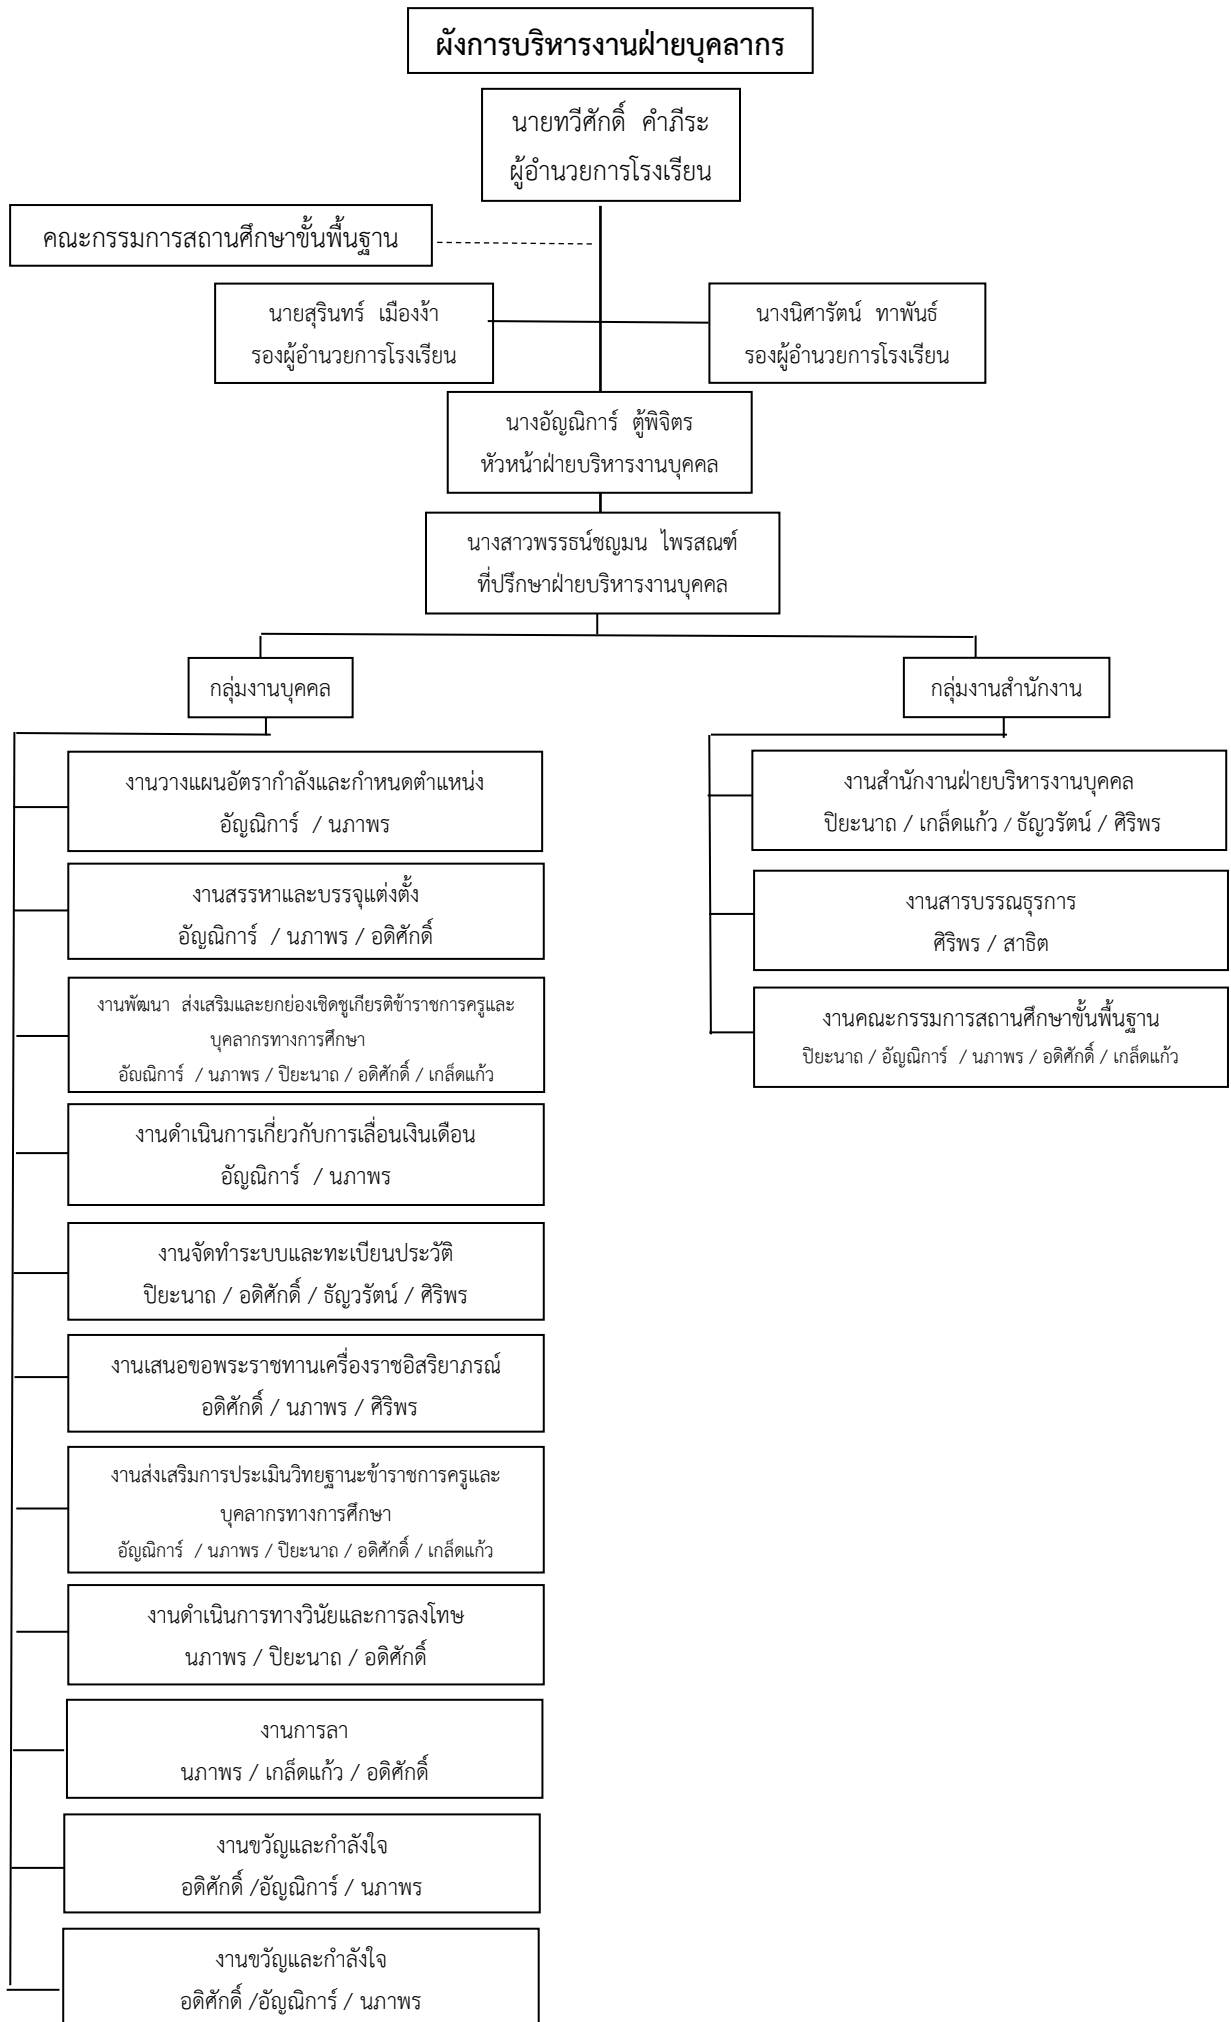 ผังการบริหารงานฝ่ายบุคลากร
นายทวีศักดิ์ คำภีระ
ผู้อำนวยการโรงเรียน
คณะกรรมการสถานศึกษาขั้นพื้นฐาน
นายสุรินทร์ เมืองง้ำ
รองผู้อำนวยการโรงเรียน
นางนิศารัตน์ ทาพันธ์
รองผู้อำนวยการโรงเรียน
นางอัญณิการ์ ตู้พิจิตร
หัวหน้าฝ่ายบริหารงานบุคคล
นางสาวพรรธน์ชญมน ไพรสณฑ์
ที่ปรึกษาฝ่ายบริหารงานบุคคล
กลุ่มงานบุคคล
งานวางแผนอัตรากำลังและกำหนดตำแหน่ง
อัญณิการ์ / นภาพร
งานสรรหาและบรรจุแต่งตั้ง
อัญณิการ์ / นภาพร / อดิศักดิ์
งานพัฒนา ส่งเสริมและยกย่องเชิดชูเกียรติข้าราชการครูและ
บุคลากรทางการศึกษา
อัญณิการ์ / นภาพร / ปิยะนาถ / อดิศักดิ์ / เกล็ดแก้ว
งานดำเนินการเกี่ยวกับการเลื่อนเงินเดือน
อัญณิการ์ / นภาพร
งานจัดทำระบบและทะเบียนประวัติ
ปิยะนาถ / อดิศักดิ์ / ธัญวรัตน์ / ศิริพร
งานเสนอขอพระราชทานเครื่องราชอิสริยาภรณ์
อดิศักดิ์ / นภาพร / ศิริพร
งานส่งเสริมการประเมินวิทยฐานะข้าราชการครูและ
บุคลากรทางการศึกษา
อัญณิการ์ / นภาพร / ปิยะนาถ / อดิศักดิ์ / เกล็ดแก้ว
งานดำเนินการทางวินัยและการลงโทษ
นภาพร / ปิยะนาถ / อดิศักดิ์
งานการลา
นภาพร / เกล็ดแก้ว / อดิศักดิ์
งานขวัญและกำลังใจ
อดิศักดิ์ /อัญณิการ์ / นภาพร
งานขวัญและกำลังใจ
อดิศักดิ์ /อัญณิการ์ / นภาพร
กลุ่มงานสำนักงาน
งานสำนักงานฝ่ายบริหารงานบุคคล
ปิยะนาถ / เกล็ดแก้ว / ธัญวรัตน์ / ศิริพร
งานสารบรรณธุรการ
ศิริพร / สาธิต
งานคณะกรรมการสถานศึกษาขั้นพื้นฐาน
ปิยะนาถ / อัญณิการ์ / นภาพร / อดิศักดิ์ / เกล็ดแก้ว